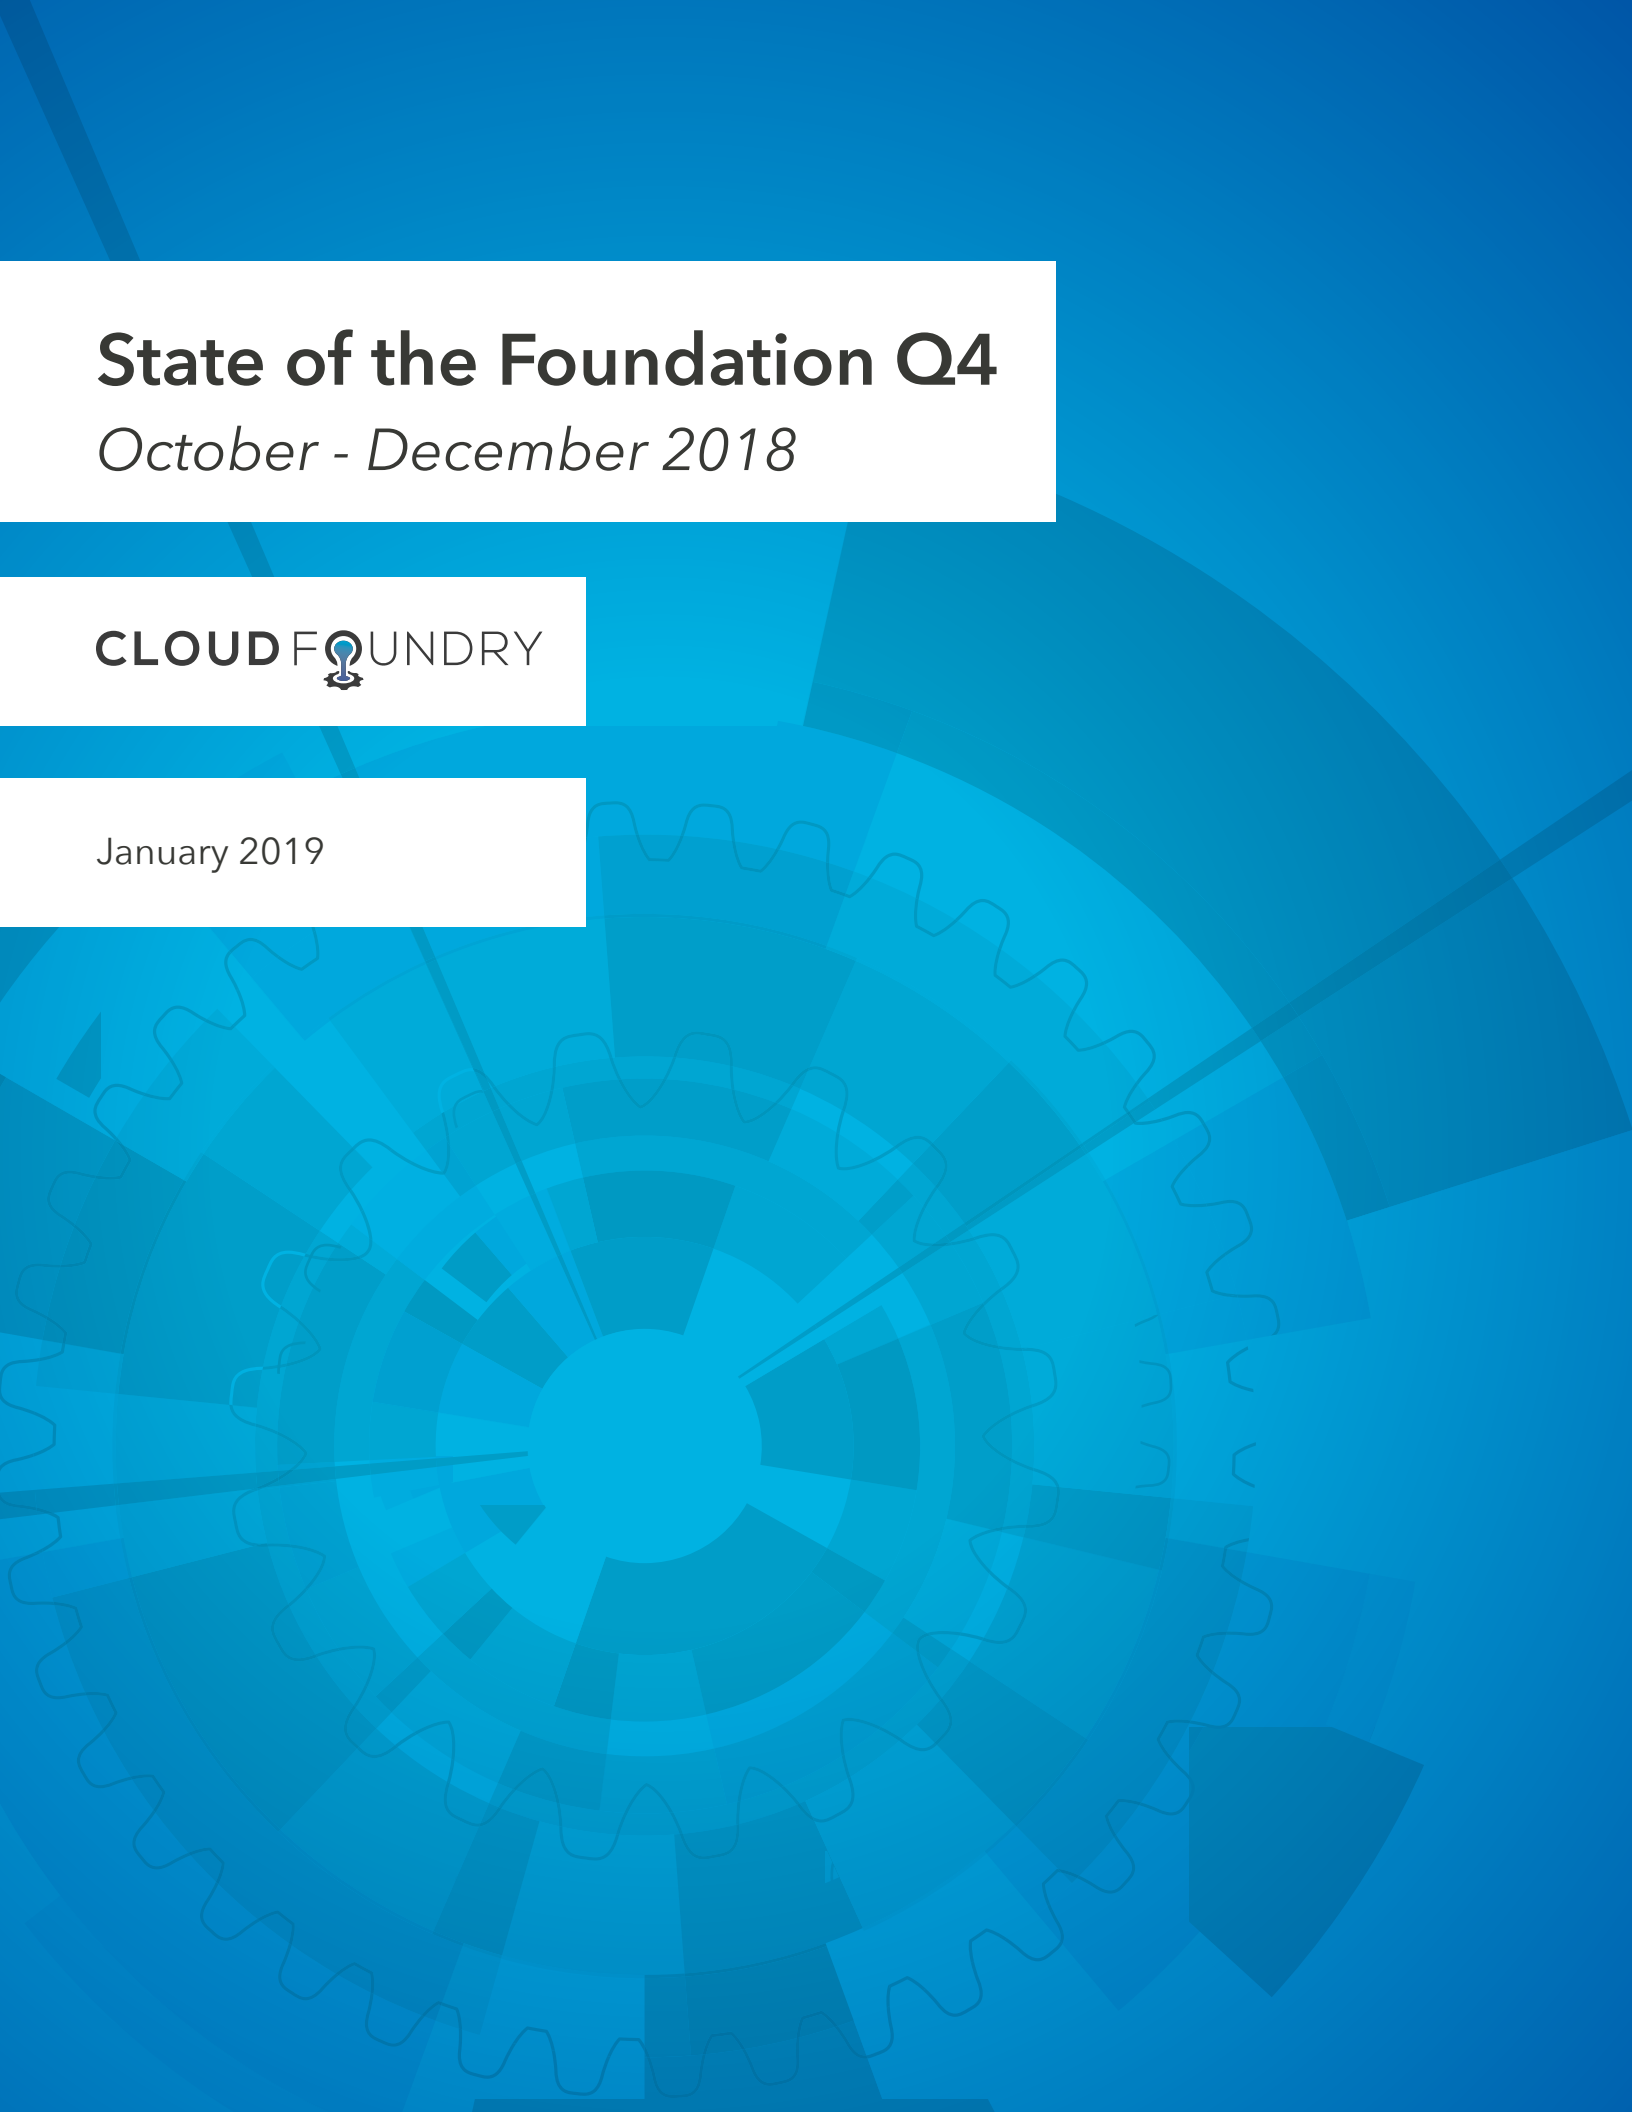 State of the Foundation Q4
October - December 2018
CLOUD FOUNDRY
January 2019